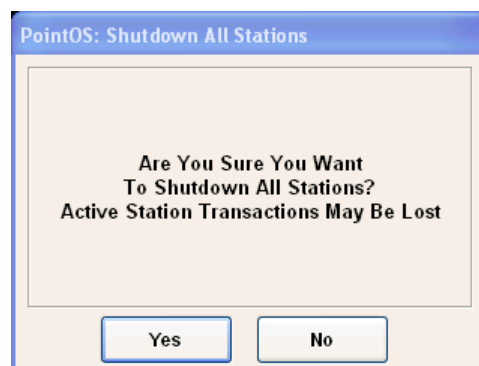 PointOS: Shutdown All Stations
Are You Sure You Want
To Shutdown All Stations?
Active Station Transactions May Be Lost
Yes No